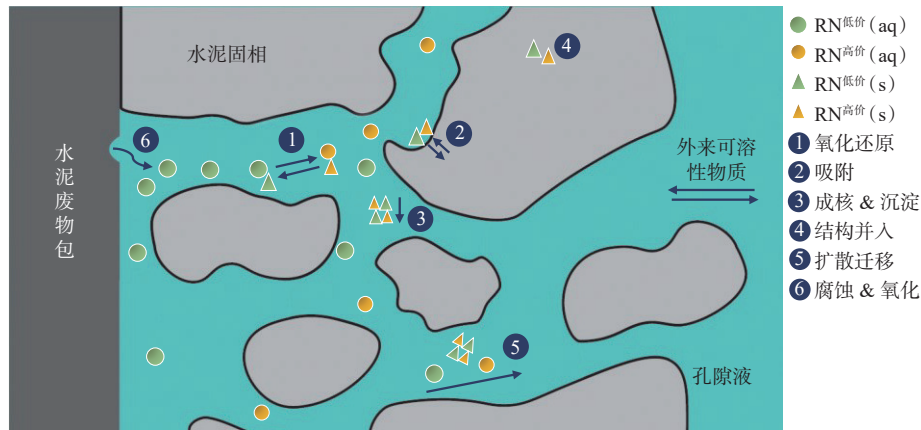 水泥固相
4
6
1
2
水泥废物包
外来可溶
性物质
3
5
孔隙液
RN低价(aq)
RN高价(aq)
RN低价(s)
RN高价(s)
1 氧化还原
2 吸附
3 成核 & 沉淀
4 结构并入
5 扩散迁移
6 腐蚀 & 氧化